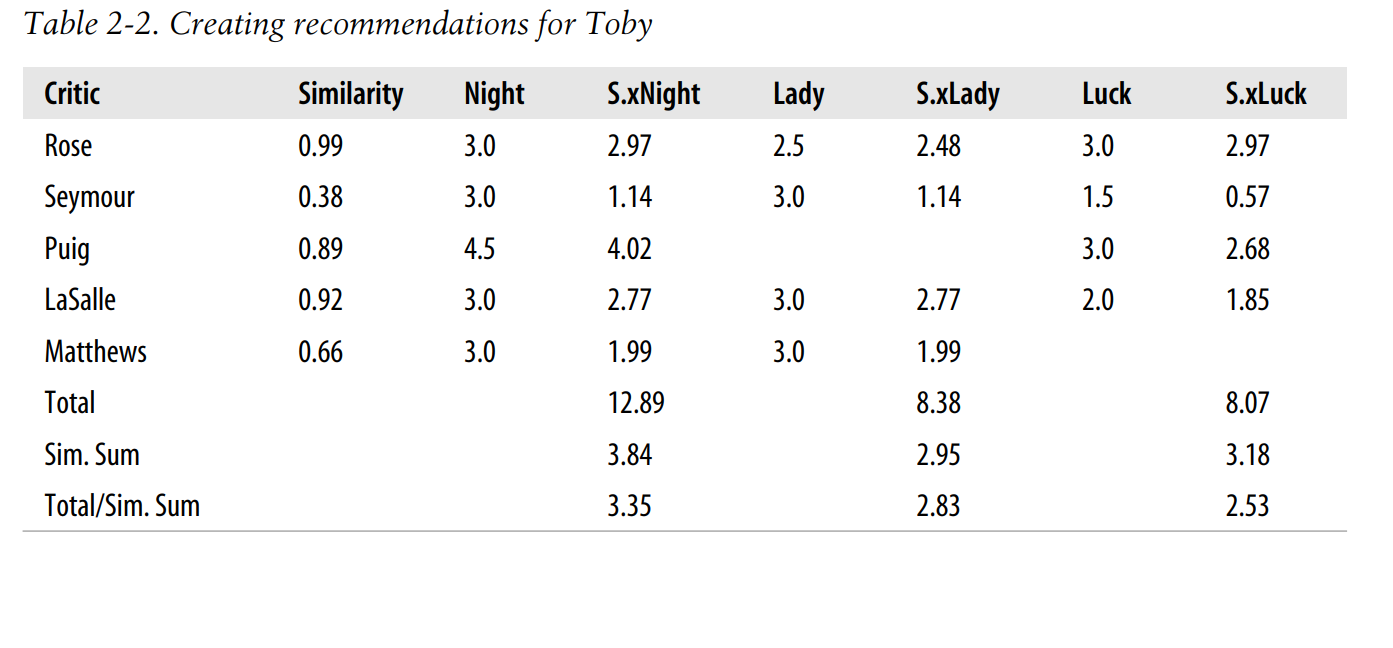 Table 2-2. Creating recommendations for Toby
Critic Similarity Night S.xNight Lady S.xLady Luck S.xLuck
Rose 0.99 3.0 2.97 2.5 2.48 3.0 2.97
Seymour 0.38 3.0 1.14 3.0 1.14 1.5 0.57
Puig 0.89 4.5 4.02 3.0 2.68
LaSalle 0.92 3.0 2.77 3.0 2.77 2.0 1.85
Matthews 0.66 3.0 1.99 3.0 1.99
Total 12.89 8.38 8.07
Sim. Sum 3.84 2.95 3.18
Total/Sim. Sum 3.35 2.83 2.53